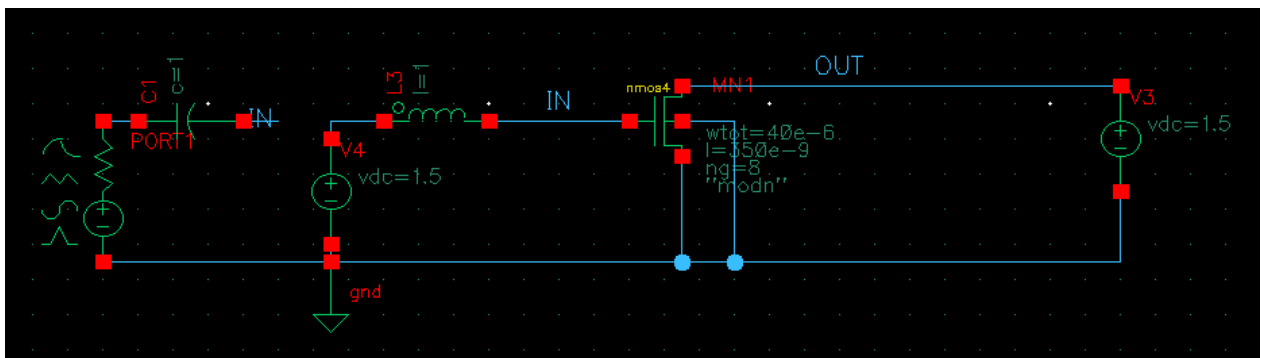 C1
c=1
IN
PORT1
V4
vdc=1.5
gnd
L3
l=1
IN
nmos4
MN1
wtot=40e-6
l=350e-9
ng=8
"modn"
OUT
V3
vdc=1.5